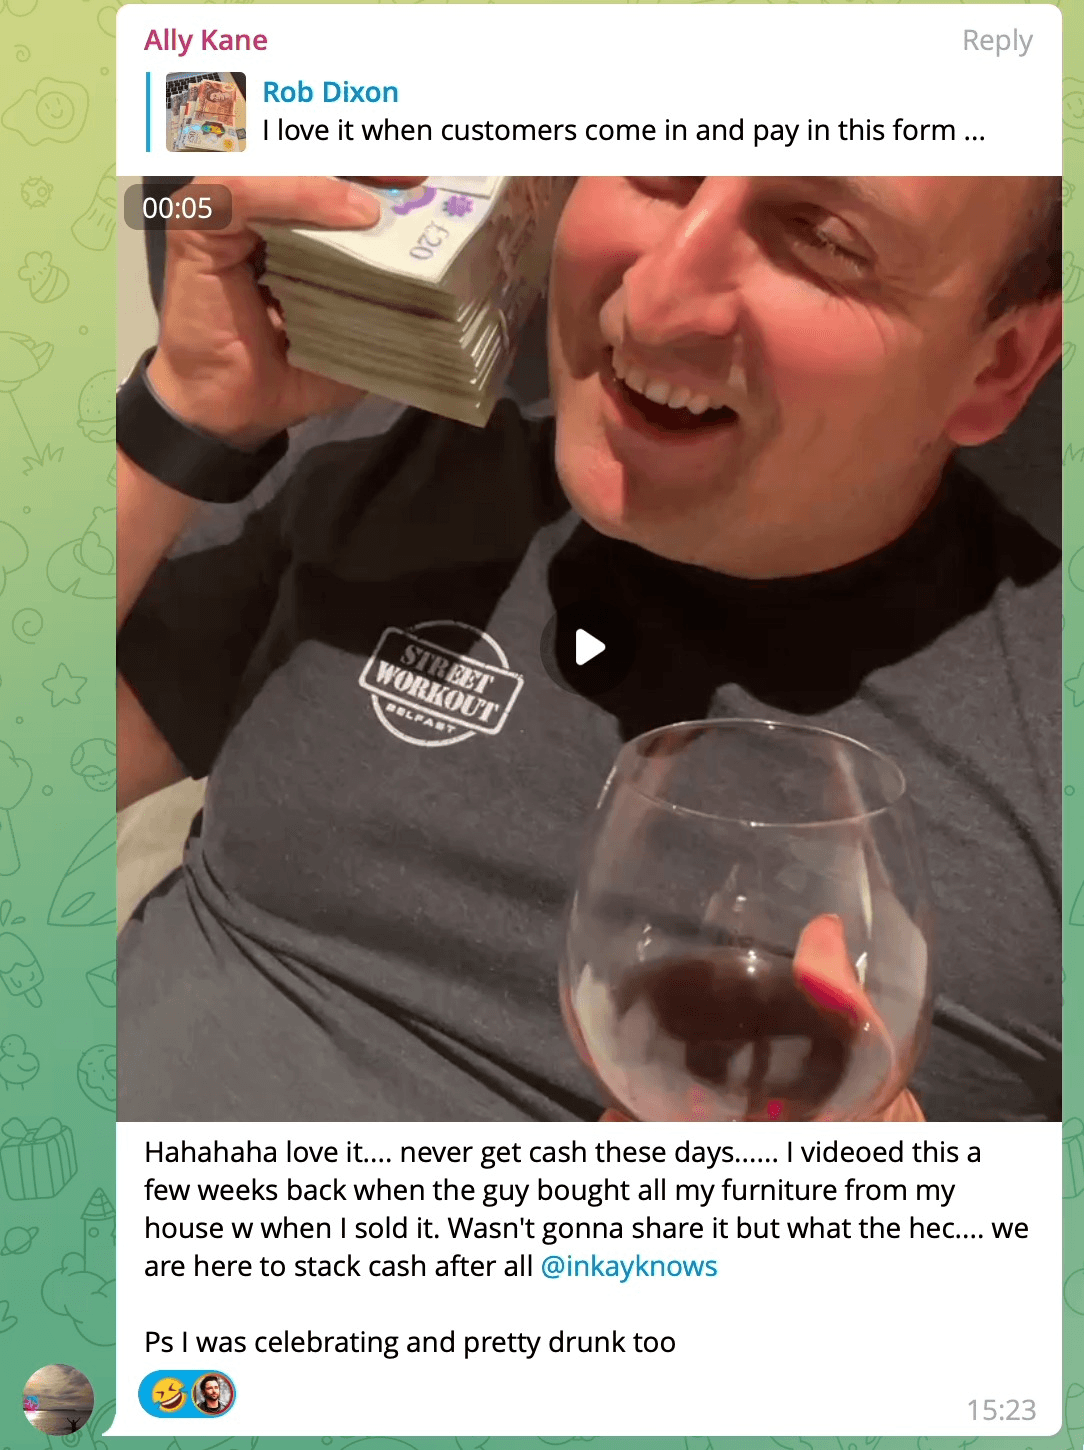 Ally Kane
Reply
Rob Dixon
I love it when customers come in and pay in this form ...
00:05
£20
STREET
WORKOUT
BELFAST
Hahahaha love it.... never get cash these days...... I videoed this a
few weeks back when the guy bought all my furniture from my
house w when I sold it. Wasn't gonna share it but what the hec.... we
are here to stack cash after all @inkayknows
Ps I was celebrating and pretty drunk too
15:23